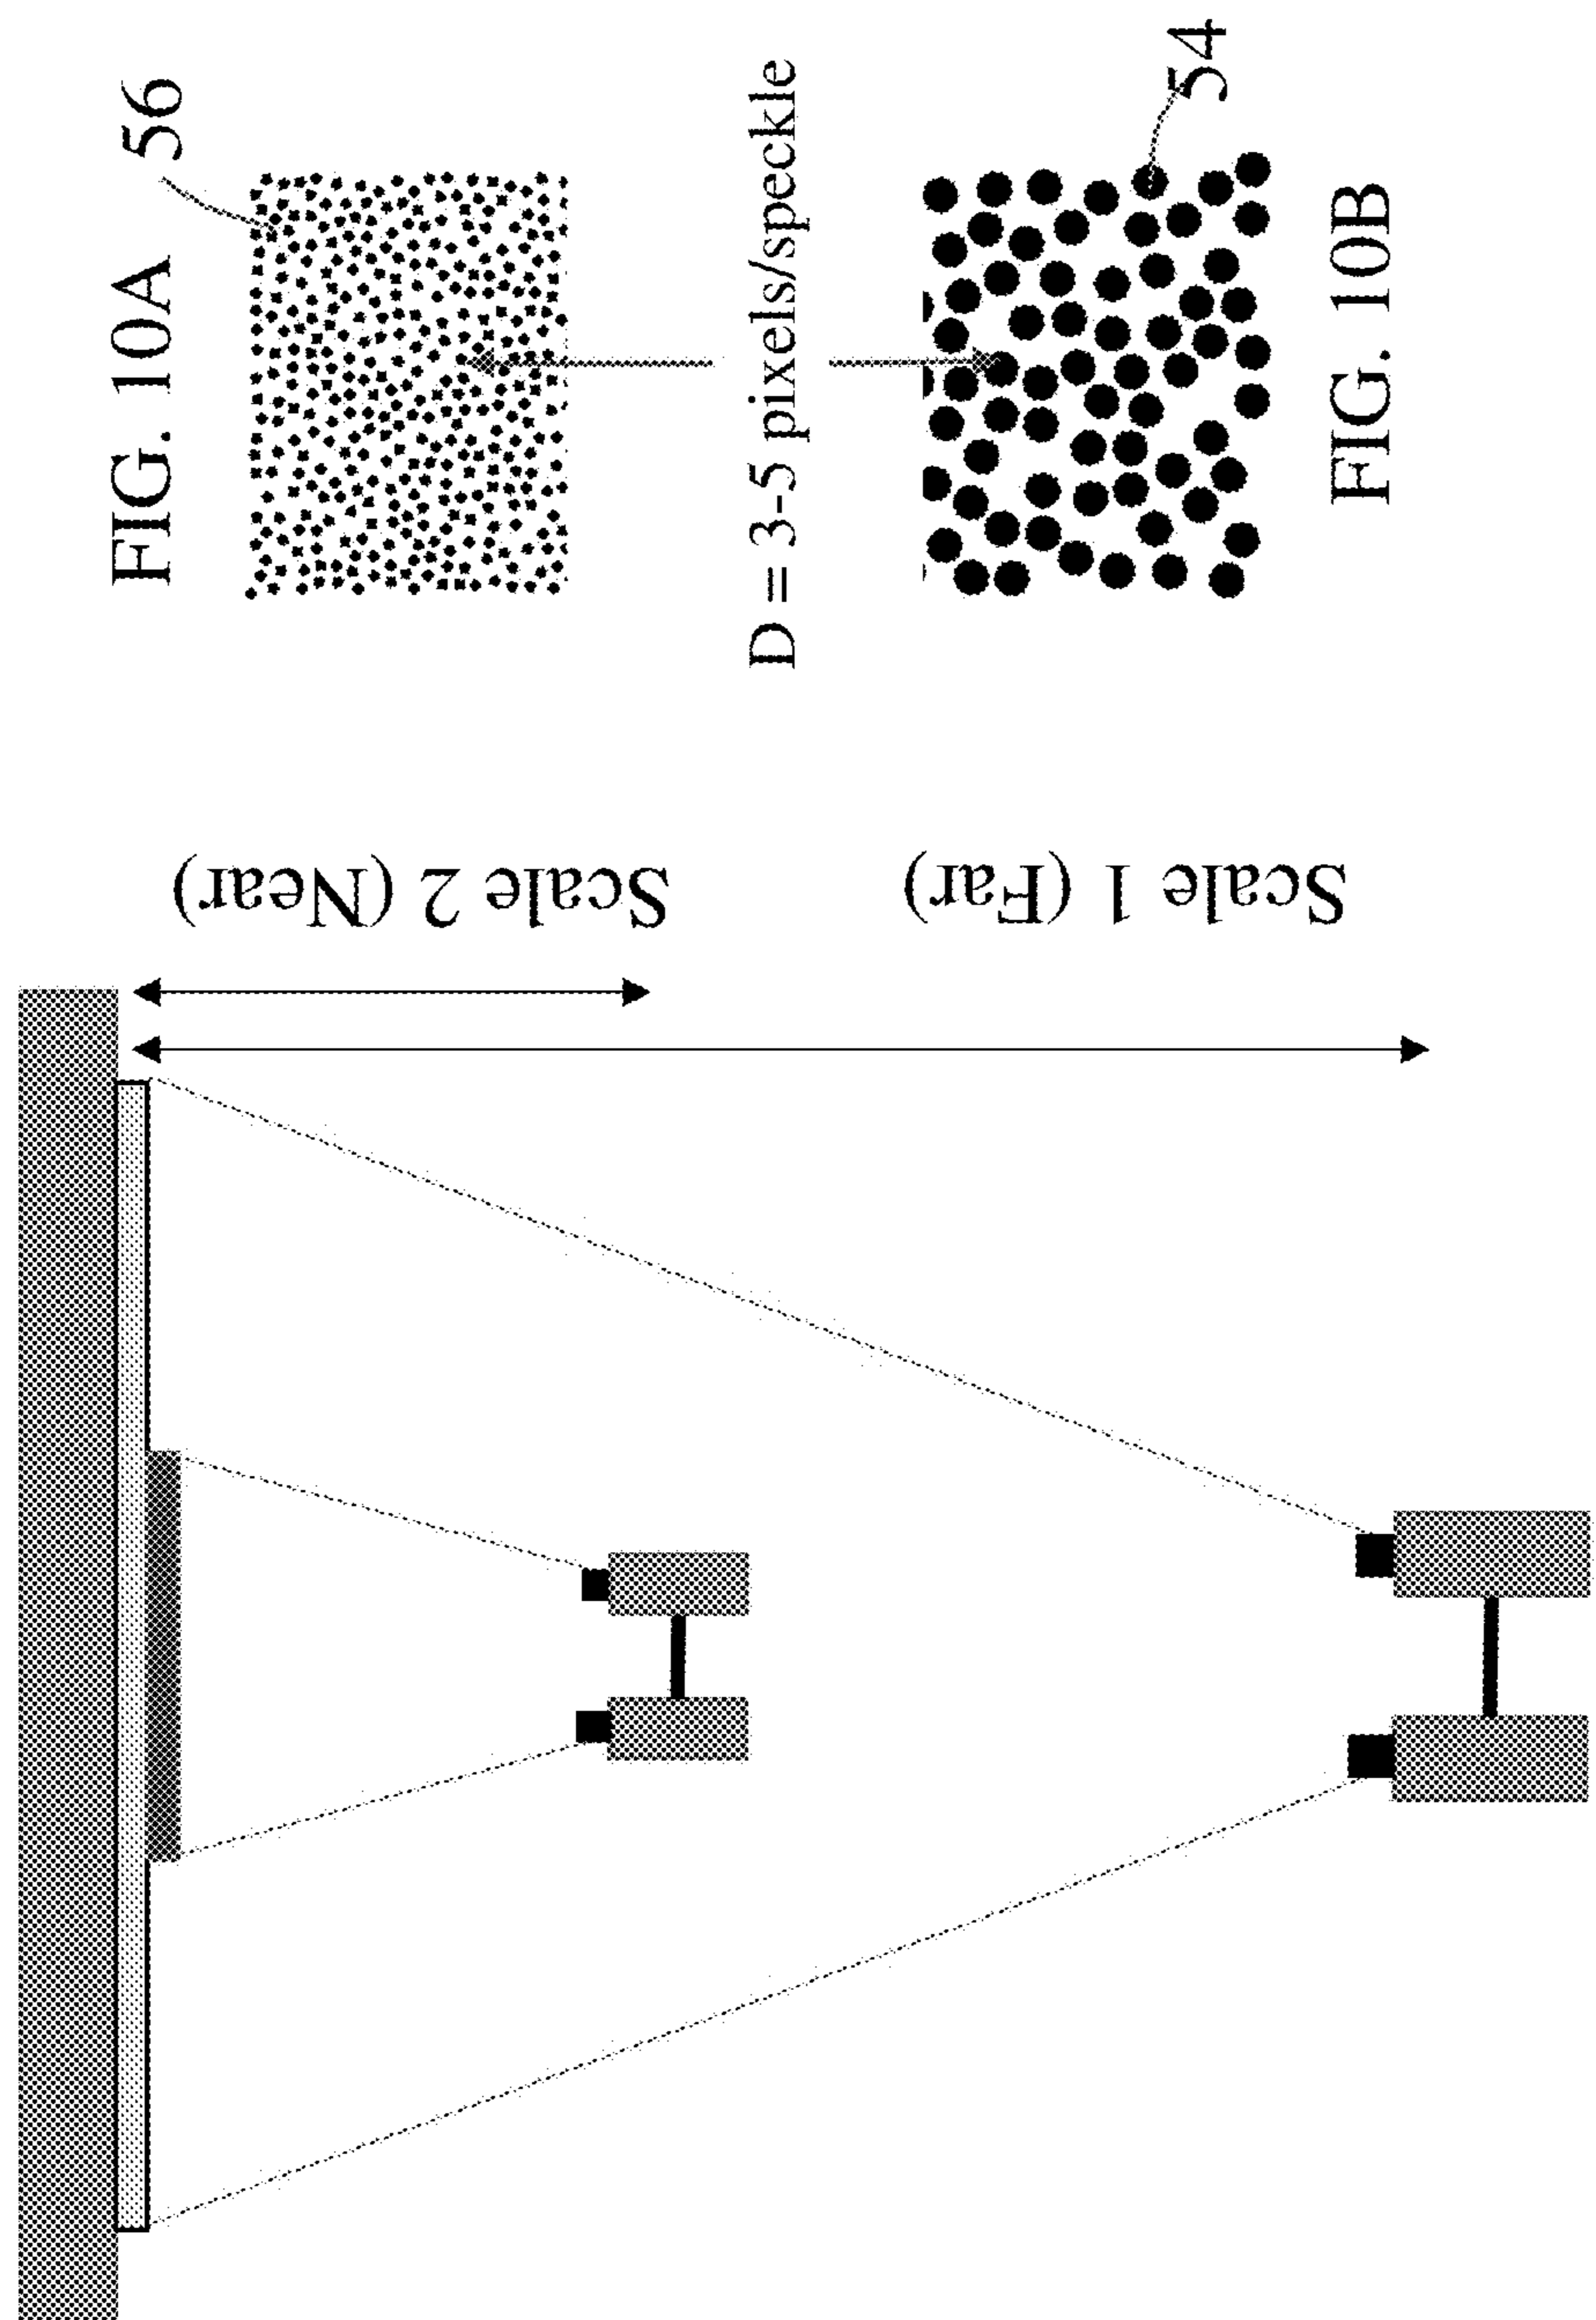 FIG. 10A
56
D = 3-5 pixels/speckle
54
FIG. 10B
Scale 2 (Near)
Scale 1 (Far)